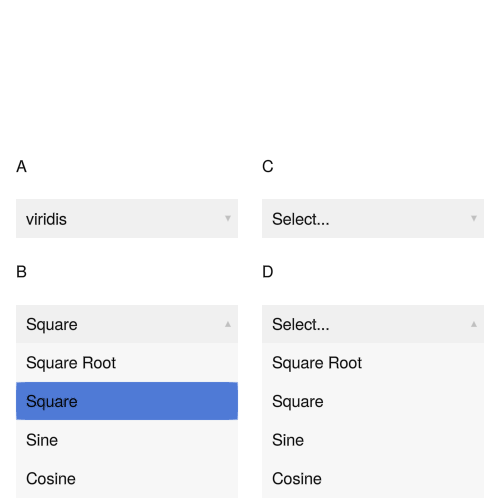 A
viridis
B
Square
Square Root
Square
Sine
Cosine
C
Select...
D
Select...
Square Root
Square
Sine
Cosine